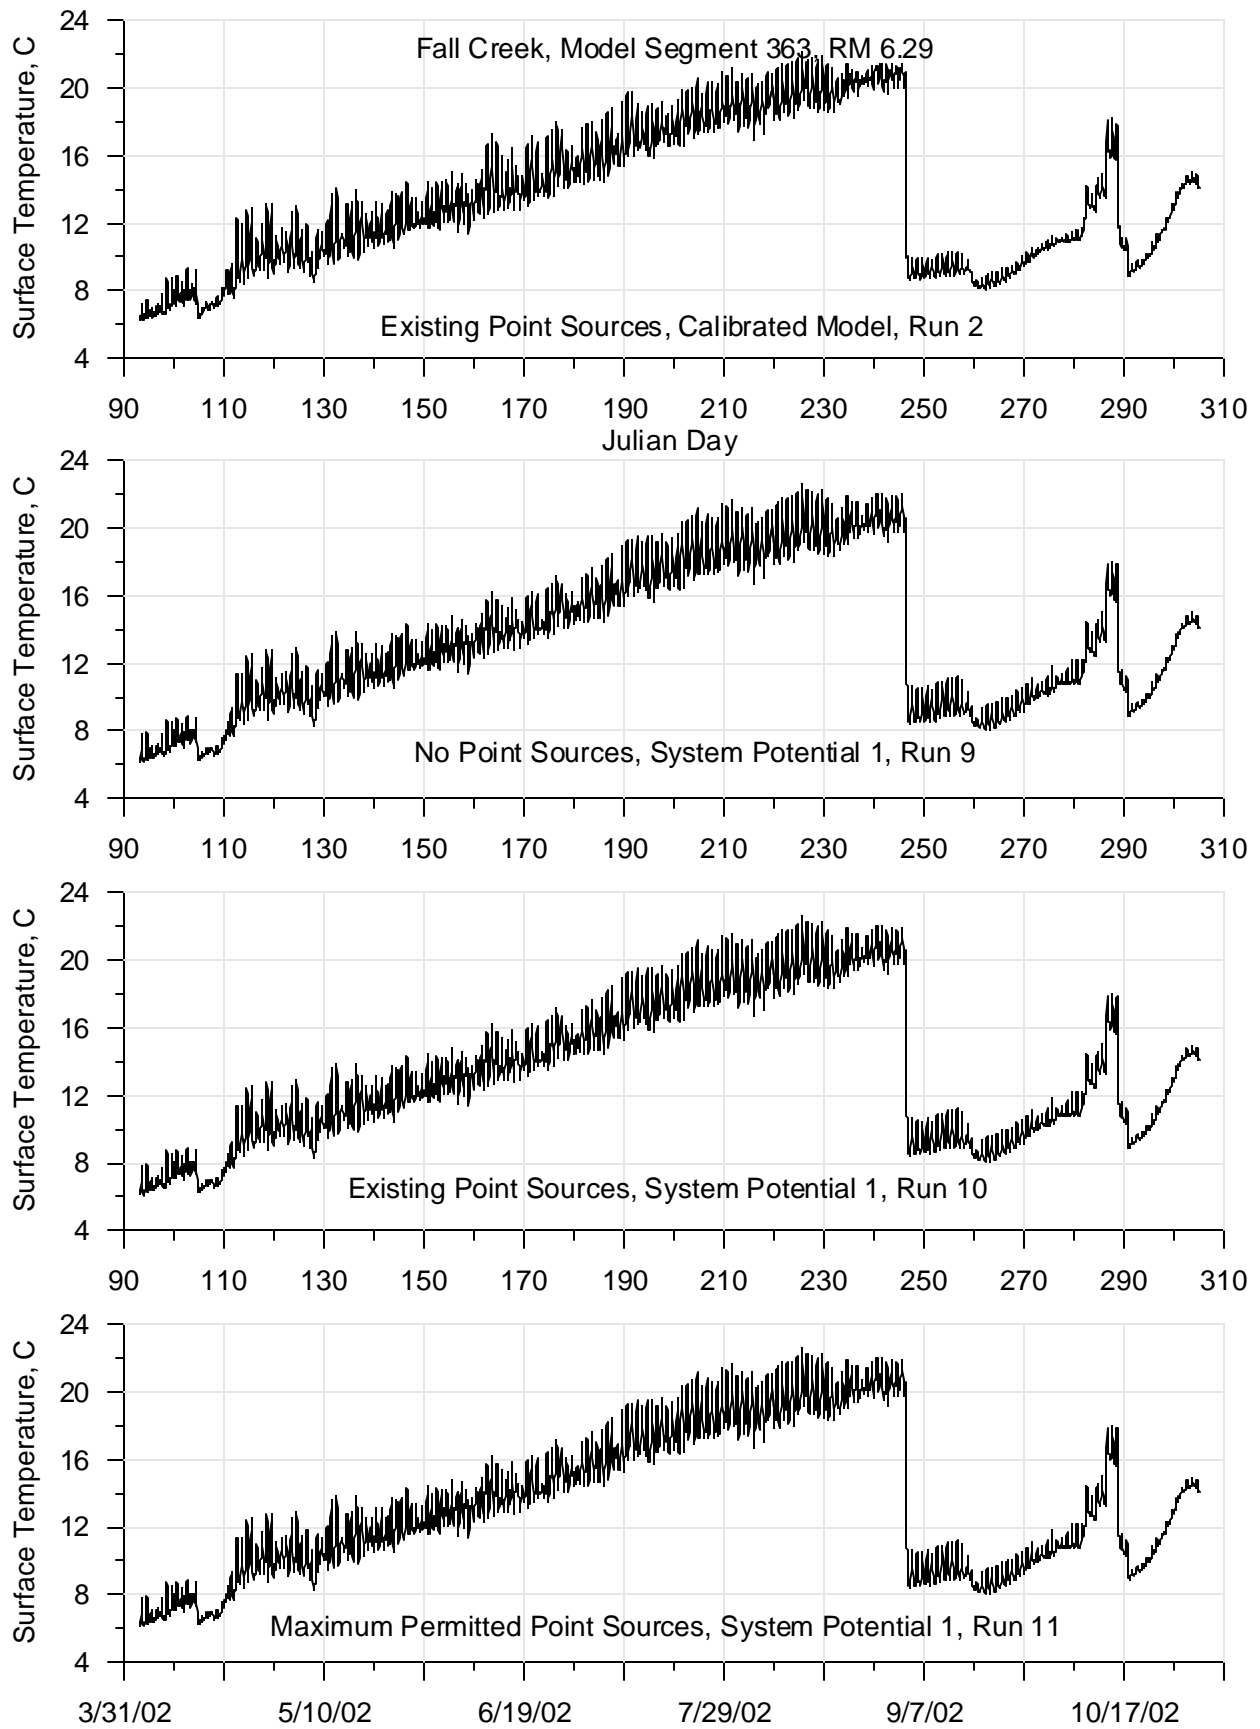 Fall Creek, Model Segment 363, RM 6.29
Surface Temperature, C
24
20
16
12
8
4
Existing Point Sources, Calibrated Model, Run 2
90 110 130 150 170 190 210 230 250 270 290 310
Julian Day
Surface Temperature, C
24
20
16
12
8
4
No Point Sources, System Potential 1, Run 9
90 110 130 150 170 190 210 230 250 270 290 310
Surface Temperature, C
24
20
16
12
8
4
Existing Point Sources, System Potential 1, Run 10
90 110 130 150 170 190 210 230 250 270 290 310
Surface Temperature, C
24
20
16
12
8
4
Maximum Permitted Point Sources, System Potential 1, Run 11
3/31/02 5/10/02 6/19/02 7/29/02 9/7/02 10/17/02